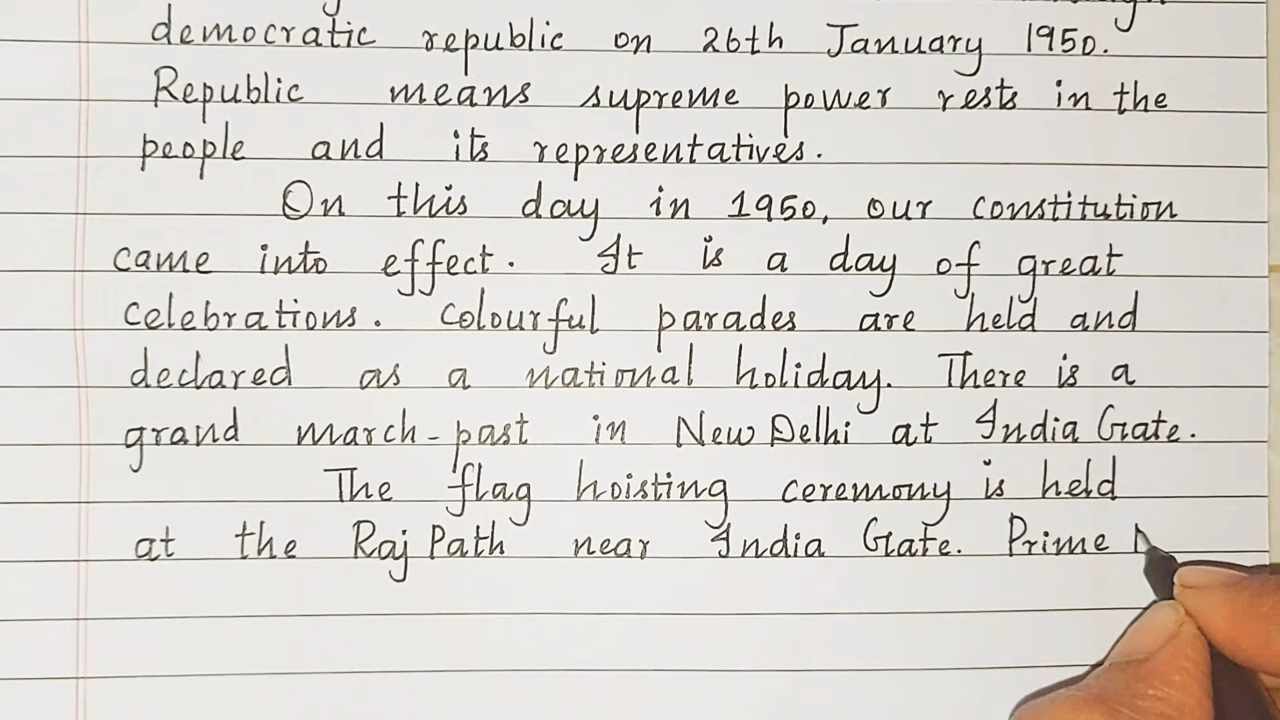 democratic republic on 26th January 1950.
Republic means supreme power rests in the
people and its representatives.
On this day in 1950, our constitution
came into effect. It is a day of great
celebrations. Colourful parades are held and
declared as a national holiday. There is a
grand march-past in New Delhi at India Gate.
The flag hoisting ceremony is held
at the Raj Path near India Gate. Prime